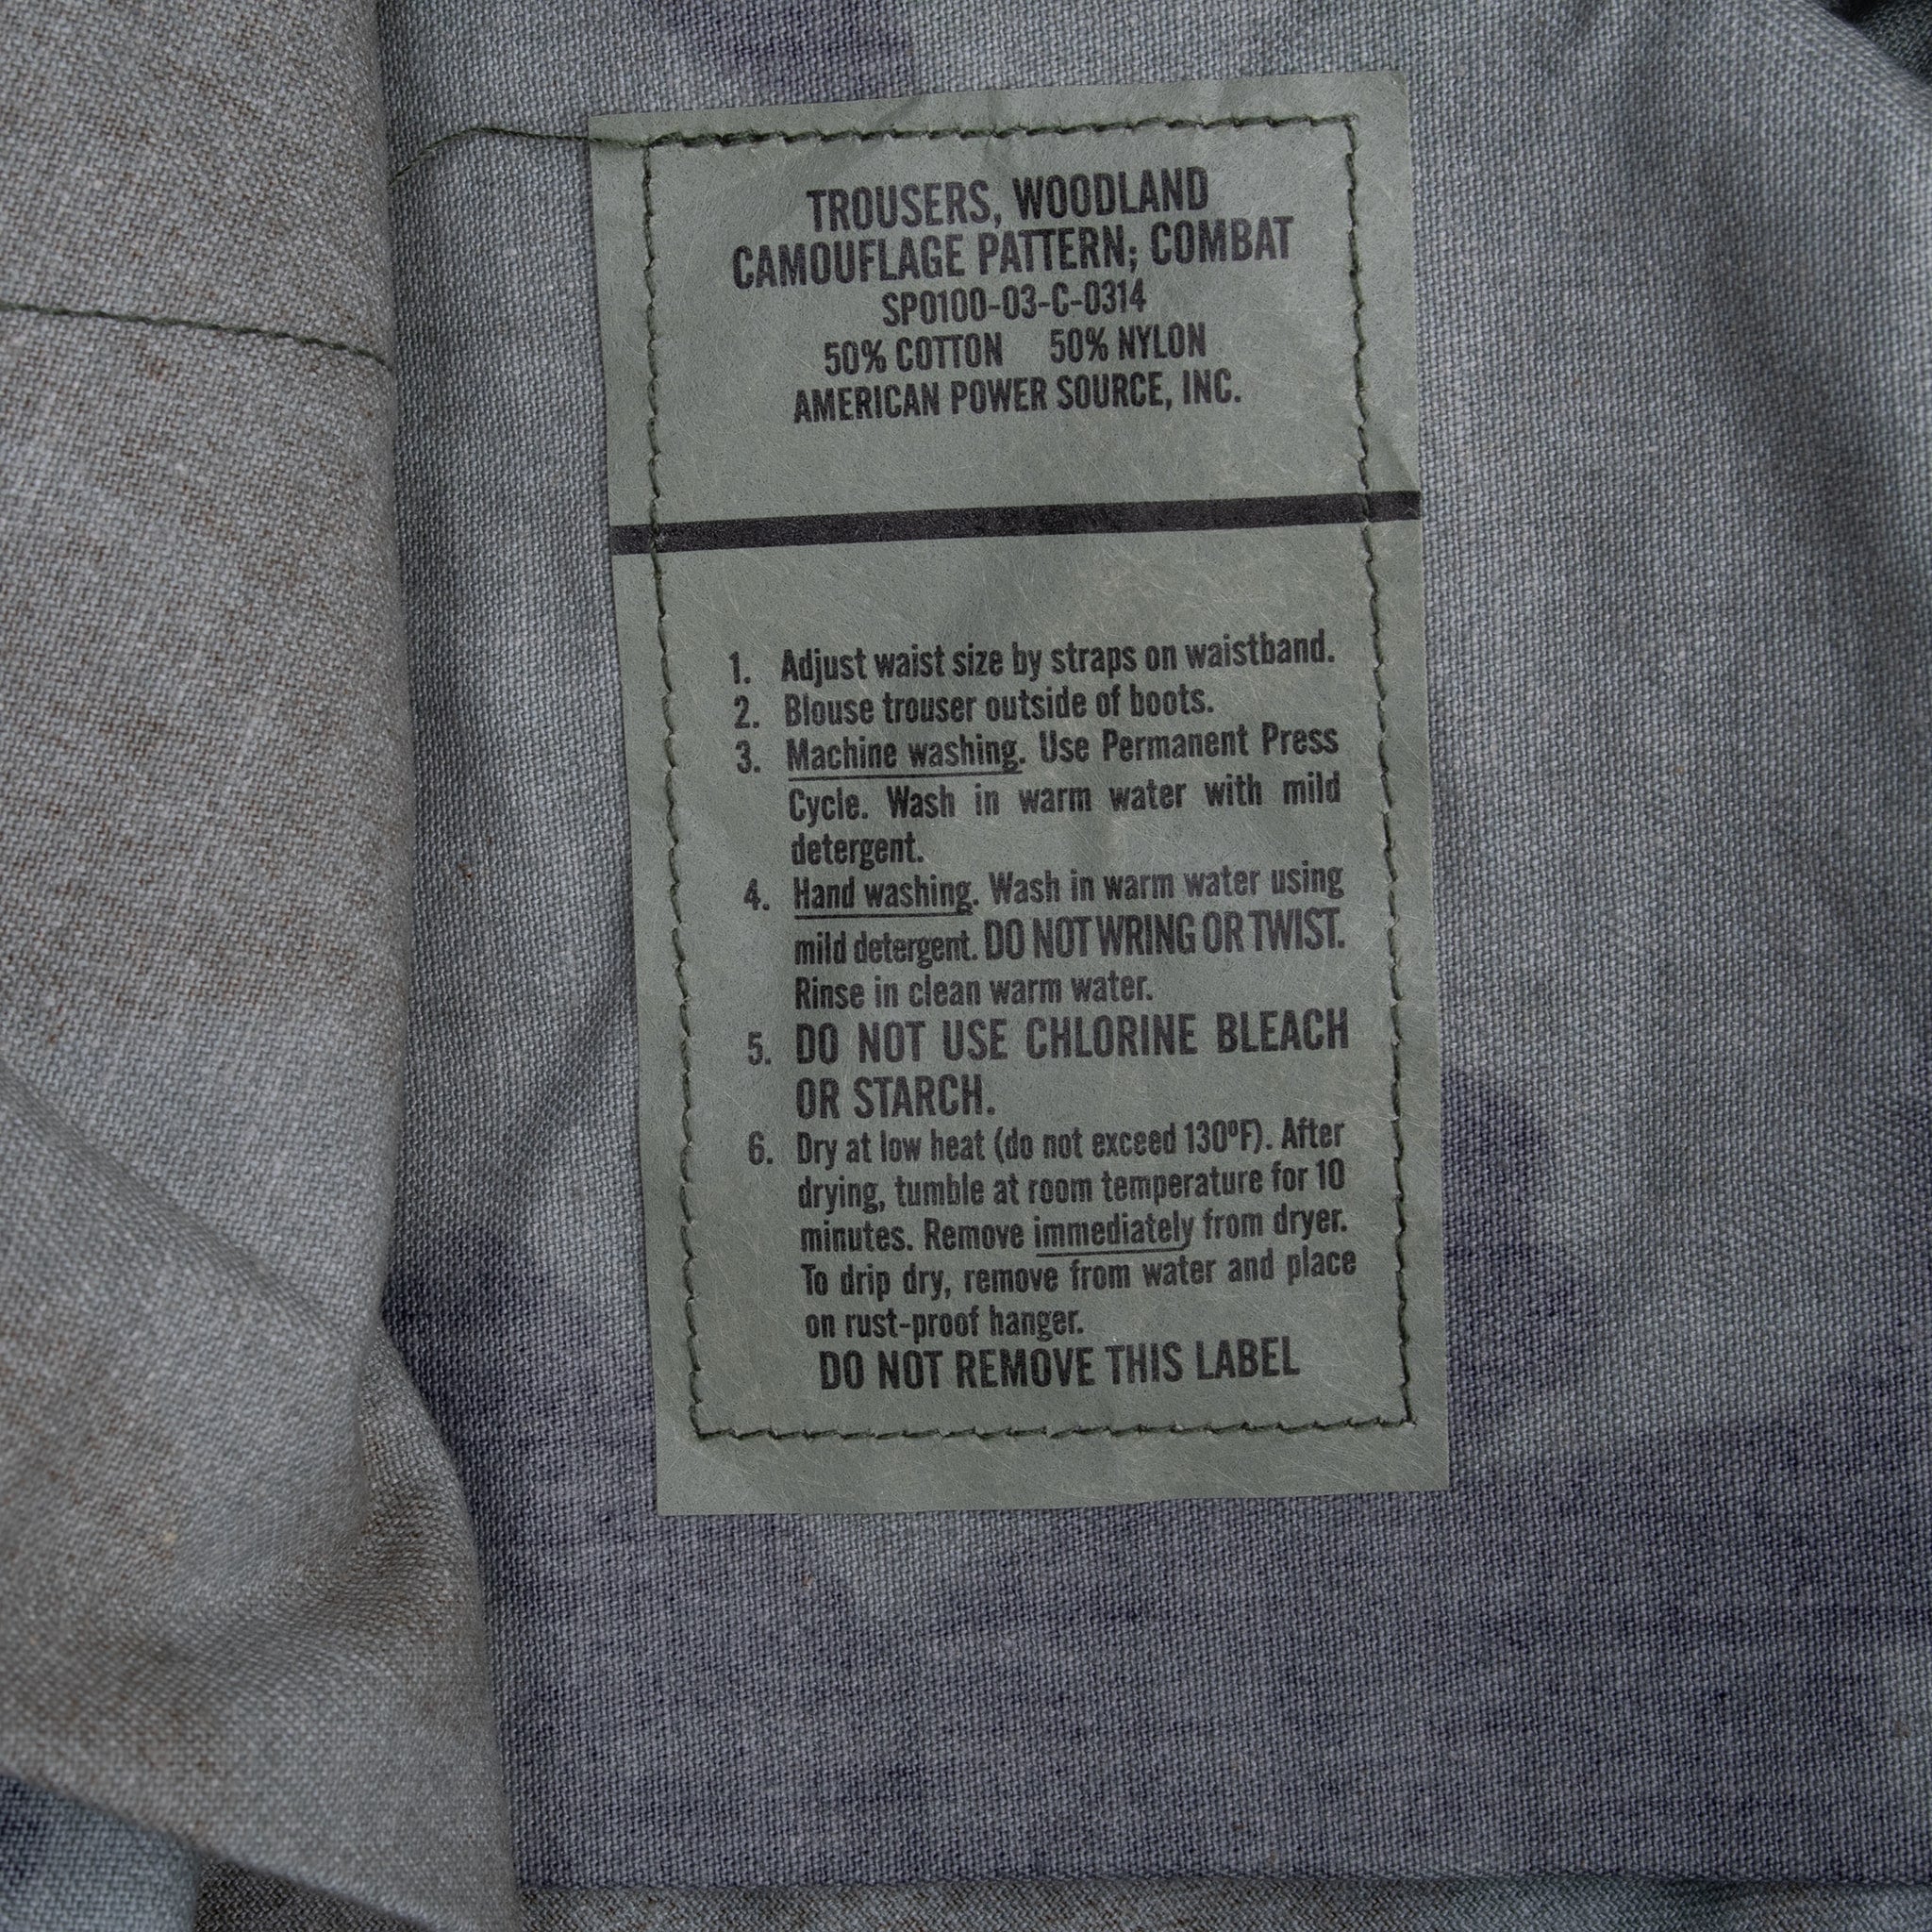 TROUSERS, WOODLAND
CAMOUFLAGE PATTERN; COMBAT
SP0100-03-C-0314
50% COTTON 50% NYLON
AMERICAN POWER SOURCE, INC.
1. Adjust waist size by straps on waistband.
2. Blouse trouser outside of boots.
3. Machine washing. Use Permanent Press
Cycle. Wash in warm water with mild
detergent.
4. Hand washing. Wash in warm water using
mild detergent. DO NOT WRING OR TWIST.
Rinse in clean warm water.
5. DO NOT USE CHLORINE BLEACH
OR STARCH.
6. Dry at low heat (do not exceed 130ºF). After
drying, tumble at room temperature for 10
minutes. Remove immediately from dryer.
To drip dry, remove from water and place
on rust-proof hanger.
DO NOT REMOVE THIS LABEL